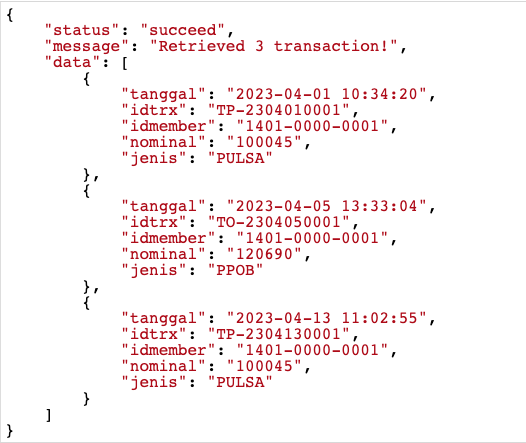 {
    "status": "succeed",
    "message": "Retrieved 3 transaction!",
    "data": [
        {
            "tanggal": "2023-04-01 10:34:20",
            "idtrx": "TP-2304010001",
            "idmember": "1401-0000-0001",
            "nominal": "100045",
            "jenis": "PULSA"
        },
        {
            "tanggal": "2023-04-05 13:33:04",
            "idtrx": "TO-2304050001",
            "idmember": "1401-0000-0001",
            "nominal": "120690",
            "jenis": "PPOB"
        },
        {
            "tanggal": "2023-04-13 11:02:55",
            "idtrx": "TP-2304130001",
            "idmember": "1401-0000-0001",
            "nominal": "100045",
            "jenis": "PULSA"
        }
    ]
}